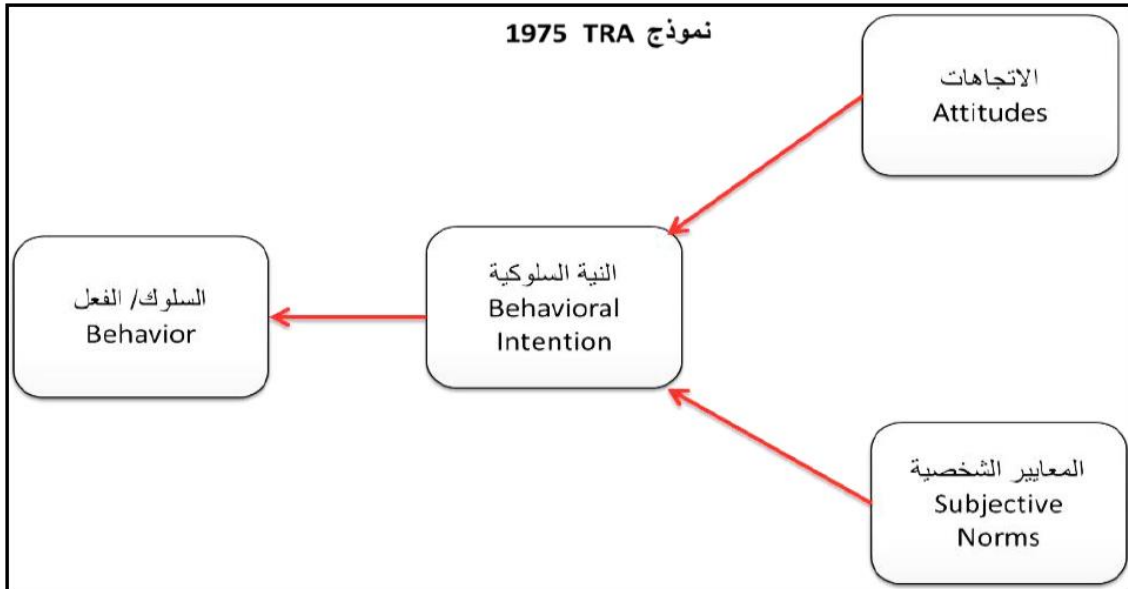 نموذج TRA 1975
الاتجاهات
Attitudes
النية السلوكية
Behavioral
Intention
السلوك/ الفعل
Behavior
المعايير الشخصية
Subjective
Norms